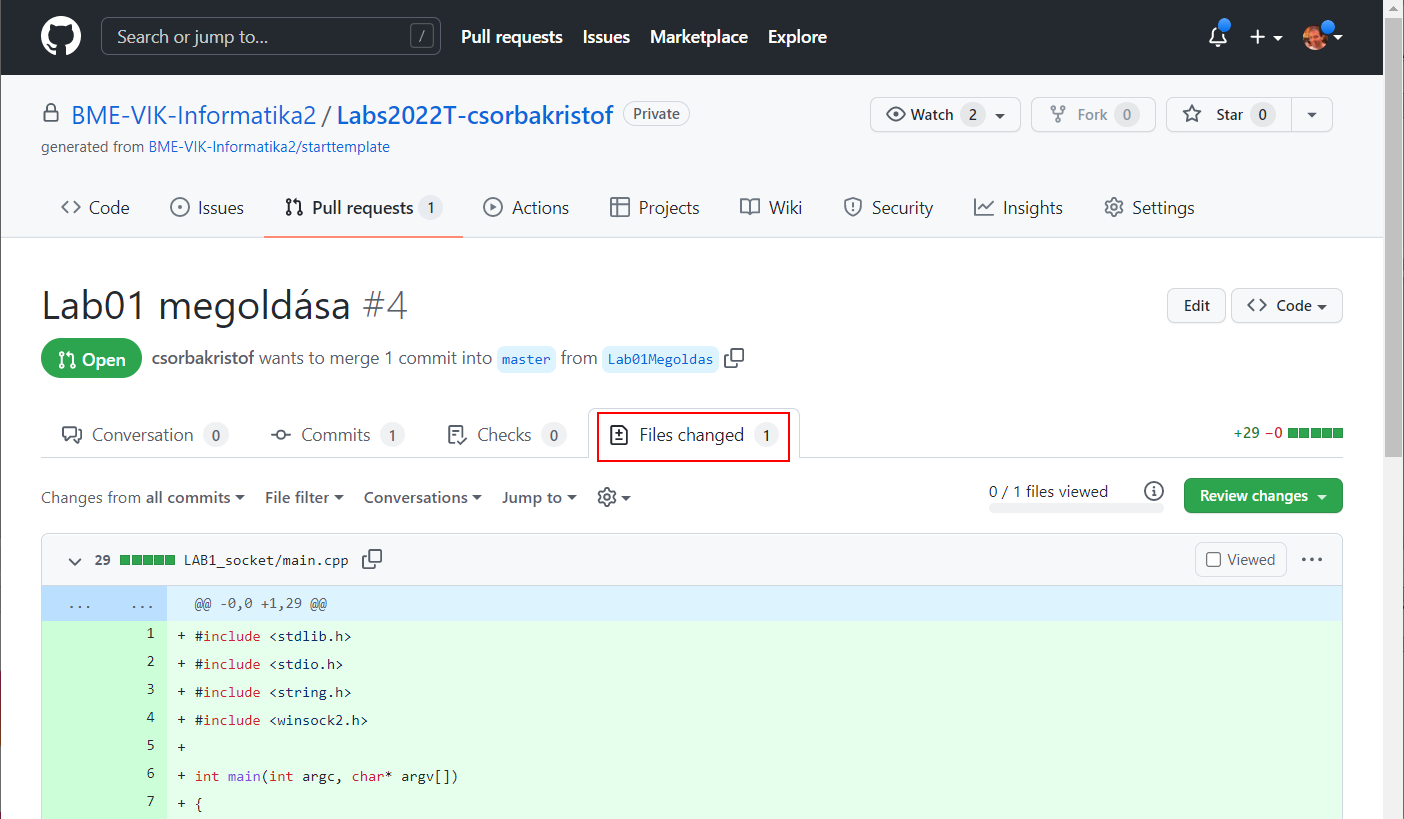 Search or jump to... / Pull requests Issues Marketplace Explore
BME-VIK-Informatika2 / Labs2022T-csorbakristof Private Watch 2 Fork 0 Star 0
generated from BME-VIK-Informatika2/starttemplate
Code Issues Pull requests 1 Actions Projects Wiki Security Insights Settings
Lab01 megoldása #4 Edit Code
Open csorbakristof wants to merge 1 commit into master from Lab01Megoldas
Conversation 0 Commits 1 Checks 0 Files changed 1 +29 −0
Changes from all commits File filter Conversations Jump to 0 / 1 files viewed Review changes
29 LAB1_socket/main.cpp Viewed ...
... ... @@ -0,0 +1,29 @@
1 + #include <stdlib.h>
2 + #include <stdio.h>
3 + #include <string.h>
4 + #include <winsock2.h>
5 +
6 + int main(int argc, char* argv[])
7 + {